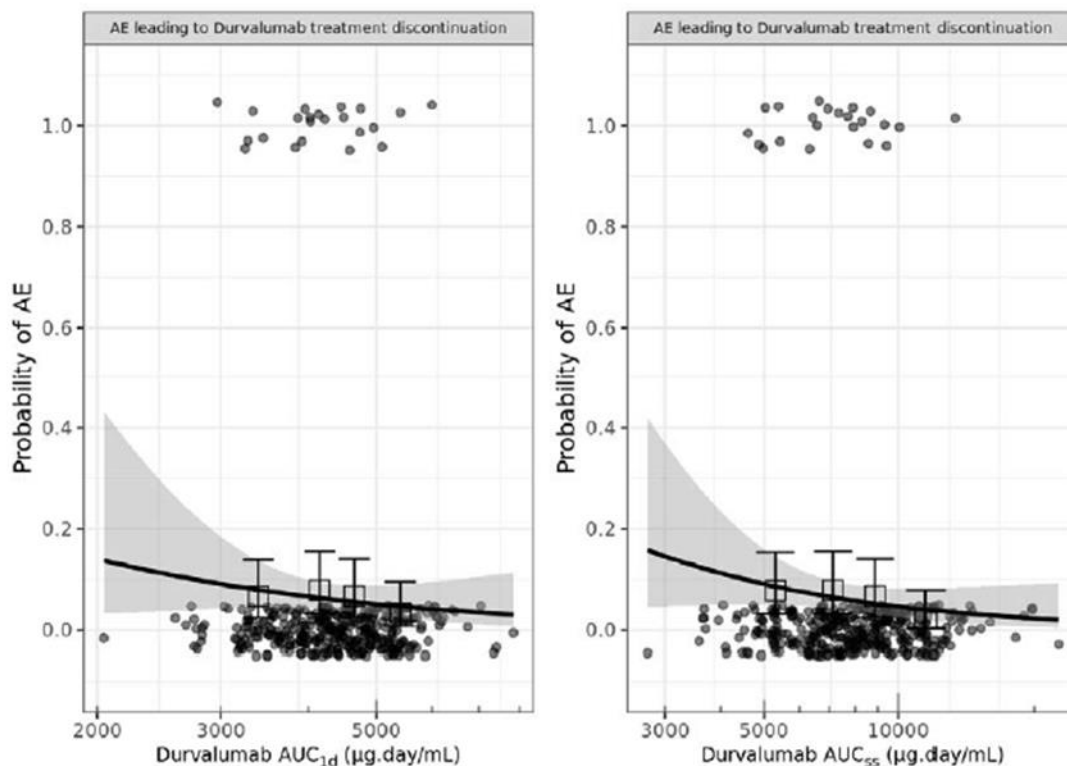 AE leading to Durvalumab treatment discontinuation
Probability of AE
1.0
0.8
0.6
0.4
0.2
0.0
2000 3000 5000
Durvalumab AUC1d (µg.day/mL)
AE leading to Durvalumab treatment discontinuation
Probability of AE
1.0
0.8
0.6
0.4
0.2
0.0
3000 5000 10000
Durvalumab AUCss (µg.day/mL)